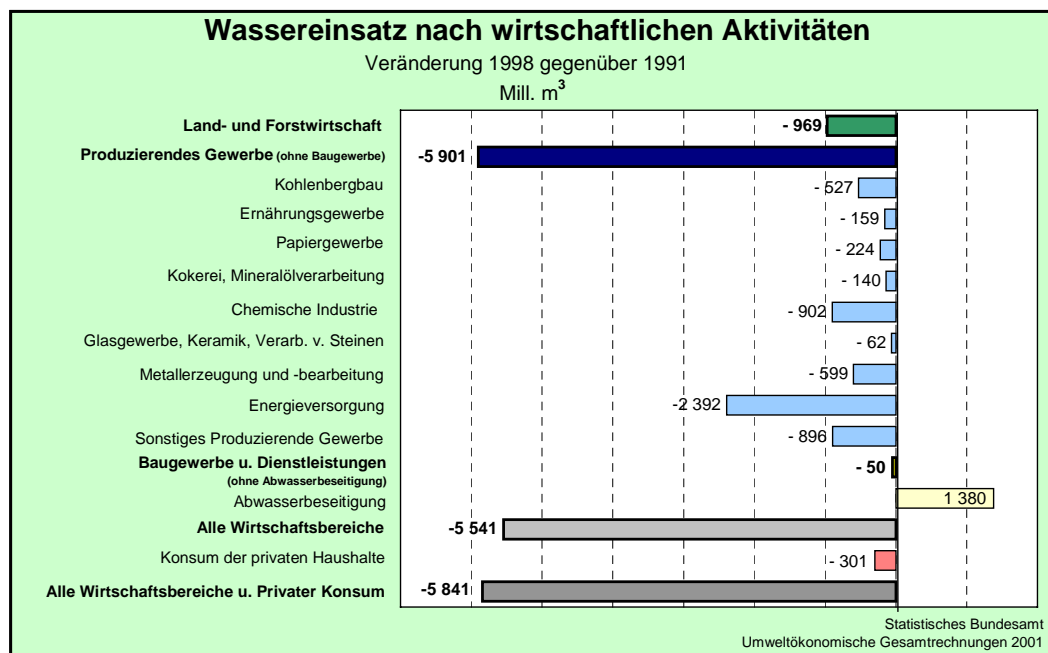 Wassereinsatz nach wirtschaftlichen Aktivitäten
Veränderung 1998 gegenüber 1991
Mill. m³
Land- und Forstwirtschaft - 969
Produzierendes Gewerbe (ohne Baugewerbe) -5 901
Kohlenbergbau - 527
Ernährungsgewerbe - 159
Papiergewerbe - 224
Kokerei, Mineralölverarbeitung - 140
Chemische Industrie - 902
Glasgewerbe, Keramik, Verarb. v. Steinen - 62
Metallerzeugung und -bearbeitung - 599
Energieversorgung -2 392
Sonstiges Produzierende Gewerbe - 896
Baugewerbe u. Dienstleistungen - 50
(ohne Abwasserbeseitigung)
Abwasserbeseitigung 1 380
Alle Wirtschaftsbereiche -5 541
Konsum der privaten Haushalte - 301
Alle Wirtschaftsbereiche u. Privater Konsum -5 841
Statistisches Bundesamt
Umweltökonomische Gesamtrechnungen 2001